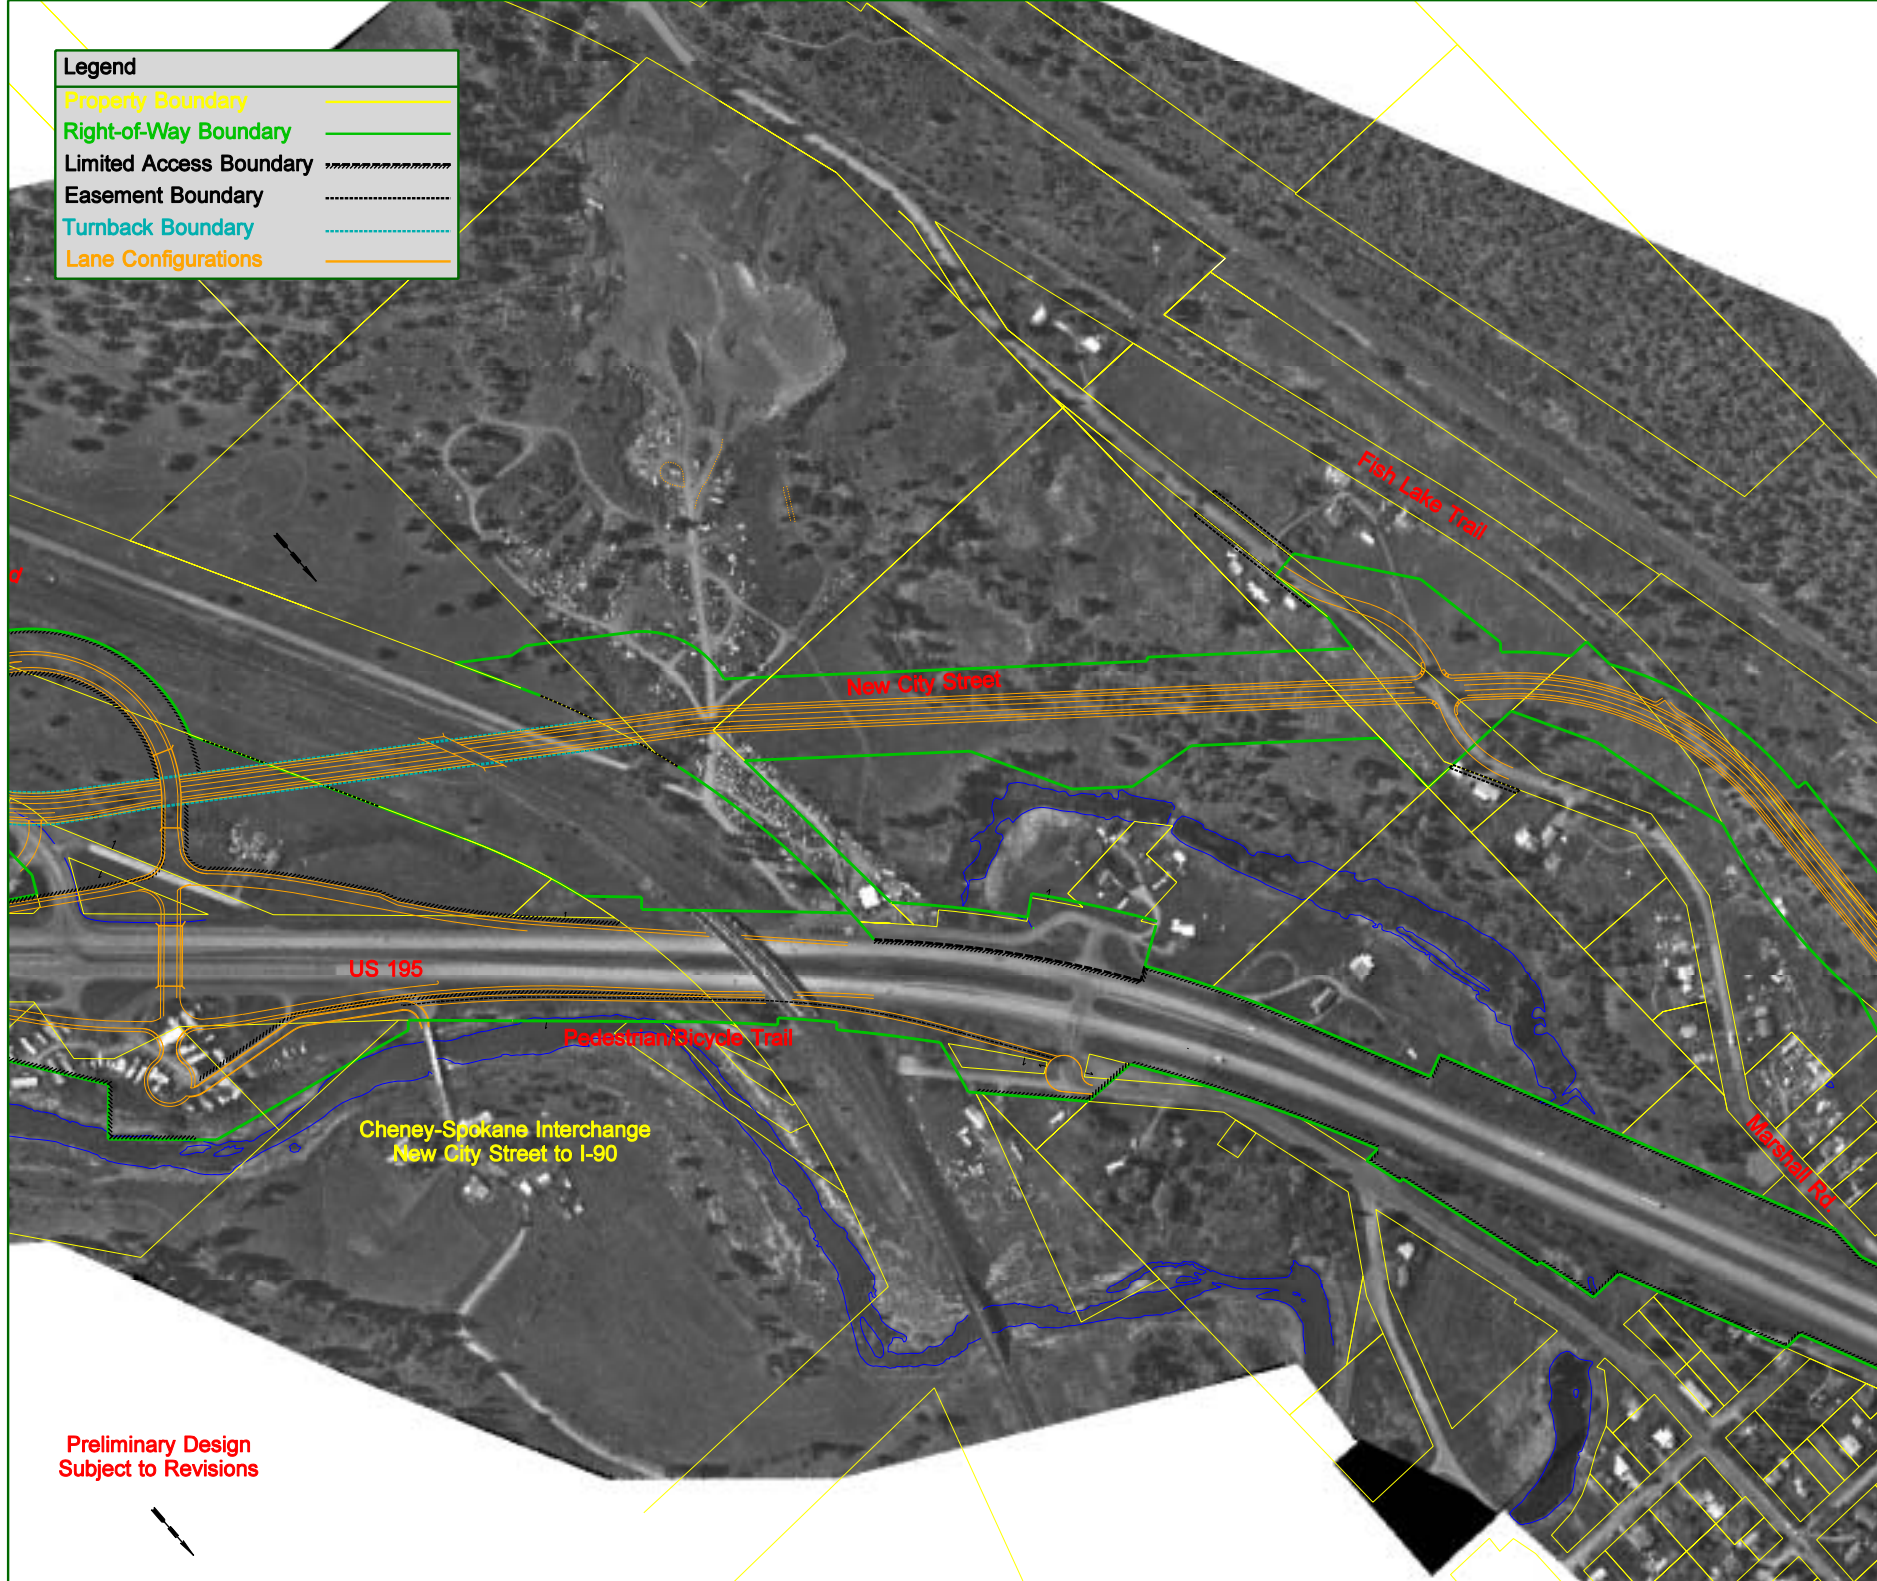 Legend
Property Boundary
Right-of-Way Boundary
Limited Access Boundary
Easement Boundary
Turnback Boundary
Lane Configurations
Fish Lake Trail
d
New City Street
US 195
Pedestrian/Bicycle Trail
Cheney-Spokane Interchange
New City Street to I-90
Marshall Rd
Preliminary Design
Subject to Revisions